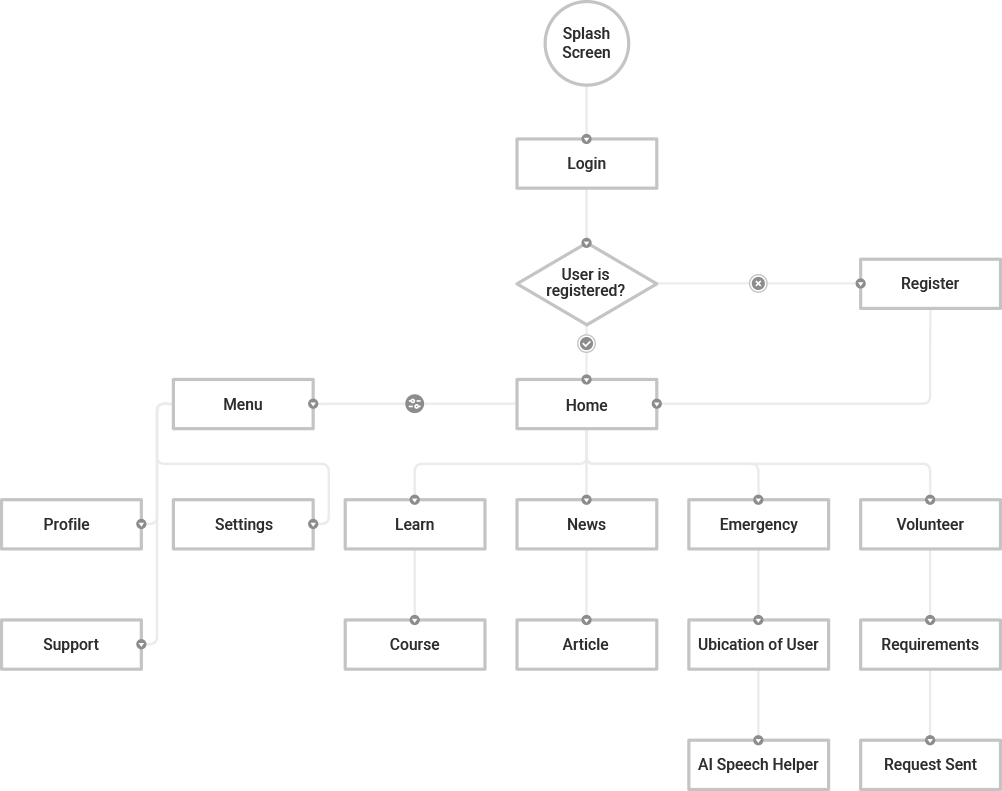 Splash
Screen
Login
User is
registered?
Register
Menu
Home
Profile
Settings
Learn
News
Emergency
Volunteer
Support
Course
Article
Ubication of User
Requirements
AI Speech Helper
Request Sent